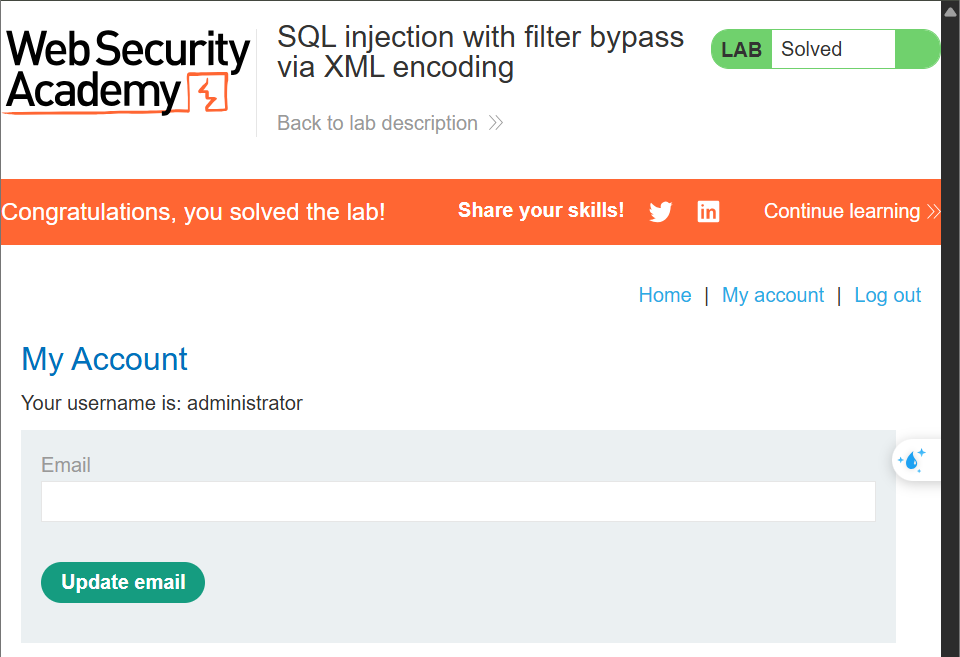 Web Security
Academy
SQL injection with filter bypass
via XML encoding
Back to lab description
LAB Solved
Congratulations, you solved the lab!
Share your skills!
in
Continue learning
Home | My account | Log out
My Account
Your username is: administrator
Email
Update email